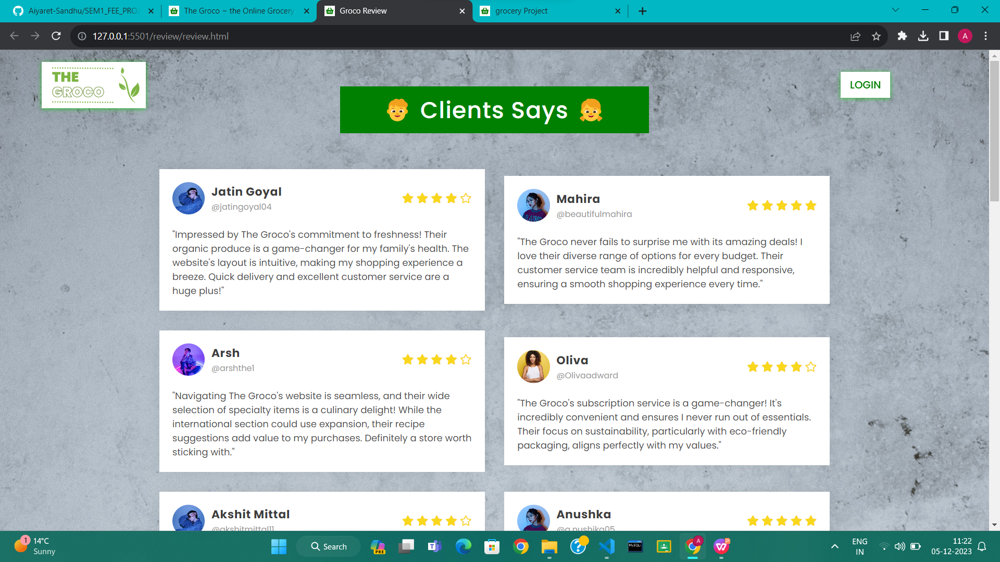 Aiyaret-Sandhu/SEM1_FEE_PROJ
The Groco ~ the Online Grocery
Groco Review
grocery Project
127.0.0.1:5501/review/review.html
A
THE
GROCO
Clients Says
LOGIN
Jatin Goyal
@jatingoyal04
"Impressed by The Groco's commitment to freshness! Their
organic produce is a game-changer for my family's health. The
website's layout is intuitive, making my shopping experience a
breeze. Quick delivery and excellent customer service are a
huge plus!"
Mahira
@beautifulmahira
"The Groco never fails to surprise me with its amazing deals! I
love their diverse range of options for every budget. Their
customer service team is incredibly helpful and responsive,
ensuring a smooth shopping experience every time."
Arsh
@arshthe1
"Navigating The Groco's website is seamless, and their wide
selection of specialty items is a culinary delight! While the
international section could use expansion, their recipe
suggestions add value to my purchases. Definitely a store worth
sticking with."
Oliva
@Olivaadward
"The Groco's subscription service is a game-changer! It's
incredibly convenient and ensures I never run out of essentials.
Their focus on sustainability, particularly with eco-friendly
packaging, aligns perfectly with my values."
Akshit Mittal
@akshitmittal11
Anushka
@a.nushika05
1
14°C
Sunny
Search
PRE
MySQL
A
ENG
IN
11:22
05-12-2023